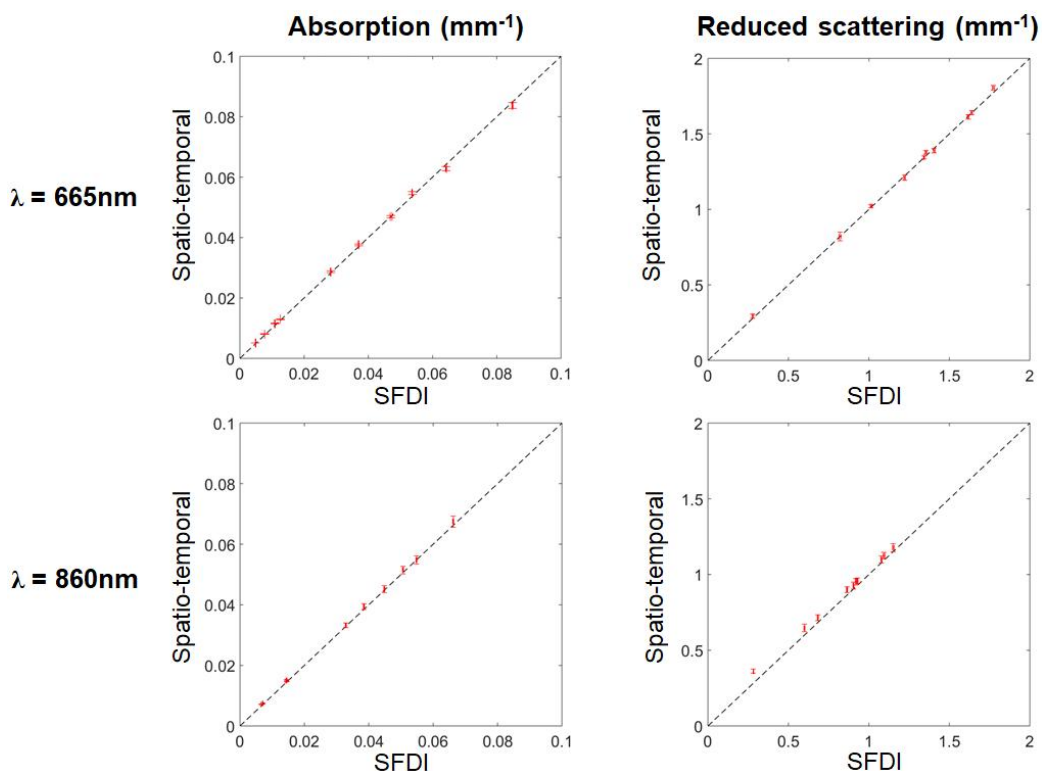 Absorption (mm⁻¹)
Reduced scattering (mm⁻¹)
λ = 665nm
Spatio-temporal
0.1
0.08
0.06
0.04
0.02
0
0 0.02 0.04 0.06 0.08 0.1
SFDI
Spatio-temporal
2
1.5
1
0.5
0
0 0.5 1 1.5 2
SFDI
λ = 860nm
Spatio-temporal
0.1
0.08
0.06
0.04
0.02
0
0 0.02 0.04 0.06 0.08 0.1
SFDI
Spatio-temporal
2
1.5
1
0.5
0
0 0.5 1 1.5 2
SFDI